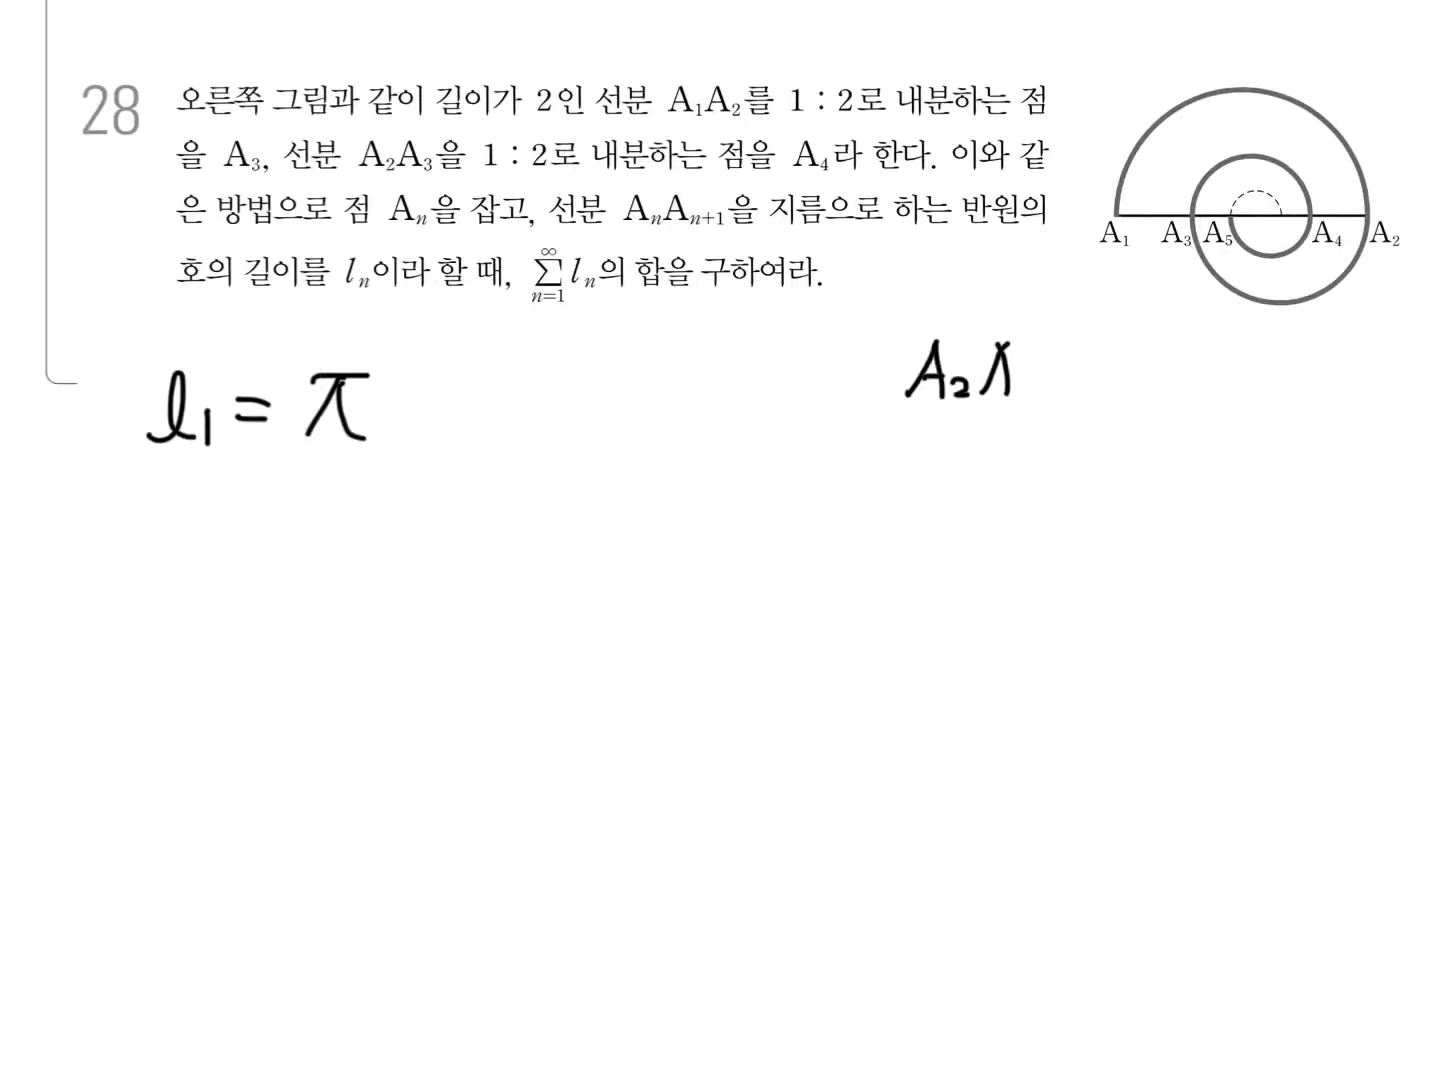 28 오른쪽 그림과 같이 길이가 2인 선분 A₁A₂를 1 : 2로 내분하는 점
을 A₃, 선분 A₂A₃을 1 : 2로 내분하는 점을 A₄라 한다. 이와 같
은 방법으로 점 Aₙ을 잡고, 선분 AₙAₙ₊₁을 지름으로 하는 반원의
호의 길이를 lₙ이라 할 때, ∑_{n=1}^{∞} lₙ의 합을 구하여라.
A₁ A₃ A₅ A₄ A₂
l₁ = π
A₂